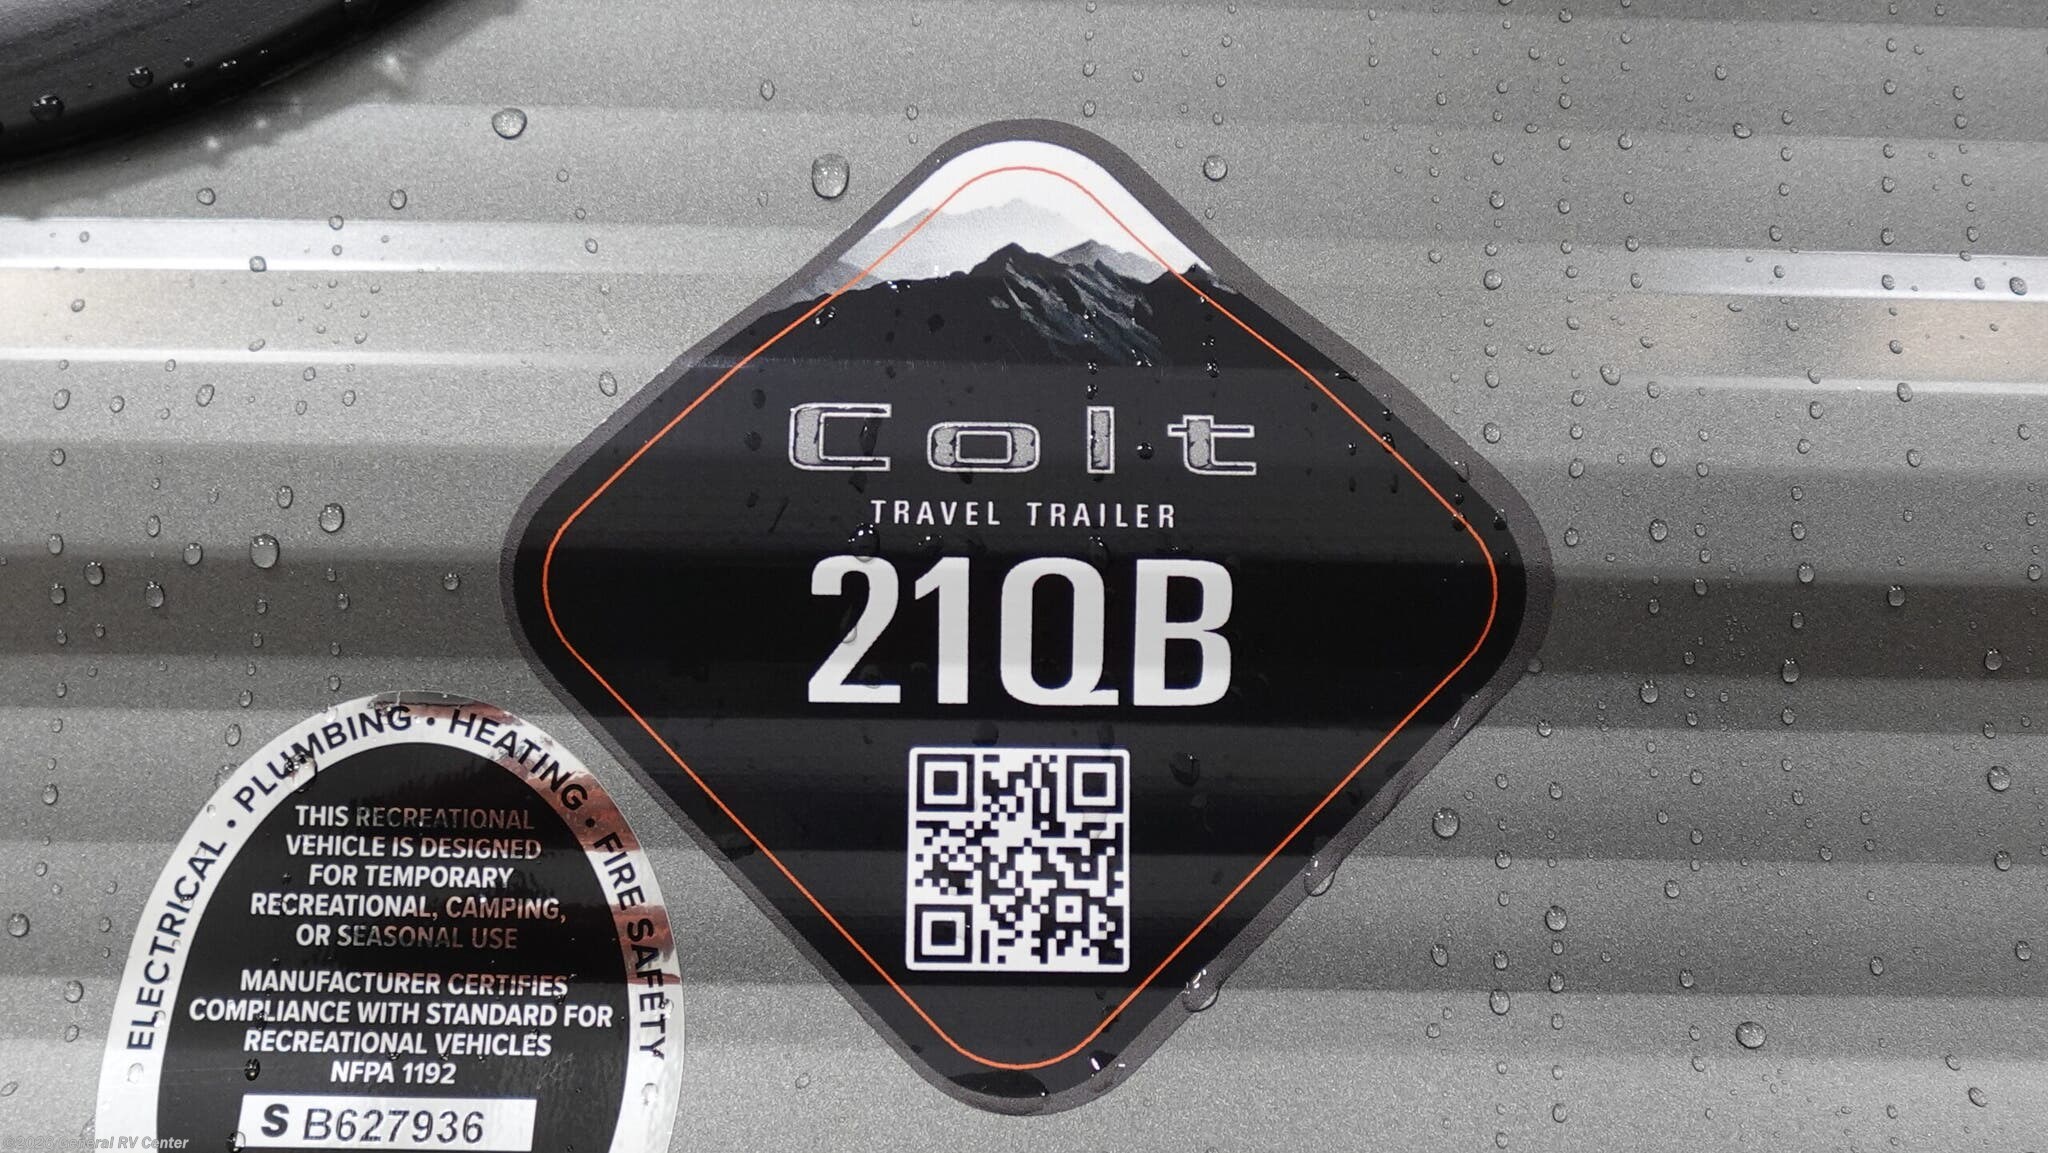 Colt
TRAVEL TRAILER
21QB
ELECTRICAL • PLUMBING • HEATING • FIRE SAFETY
THIS RECREATIONAL
VEHICLE IS DESIGNED
FOR TEMPORARY
RECREATIONAL, CAMPING,
OR SEASONAL USE
MANUFACTURER CERTIFIES
COMPLIANCE WITH STANDARD FOR
RECREATIONAL VEHICLES
NFPA 1192
S B627936
General RV Center